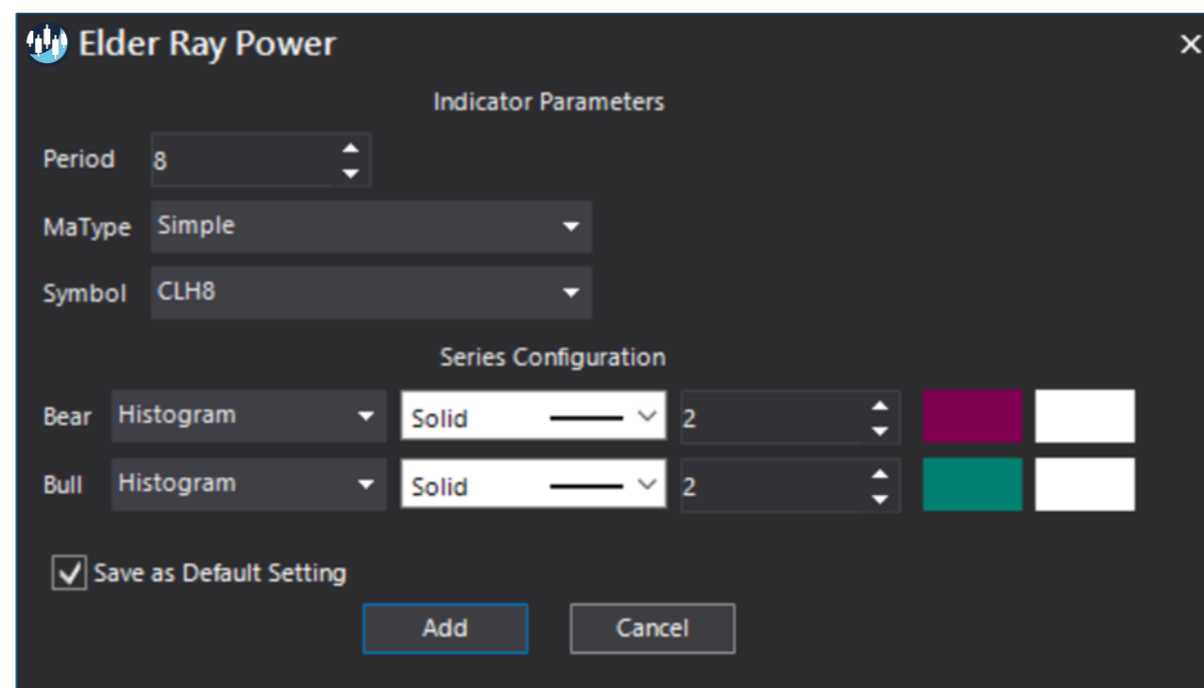 Elder Ray Power
Indicator Parameters
Period 8
MaType Simple
Symbol CLH8
Series Configuration
Bear Histogram Solid 2
Bull Histogram Solid 2
Save as Default Setting
Add Cancel